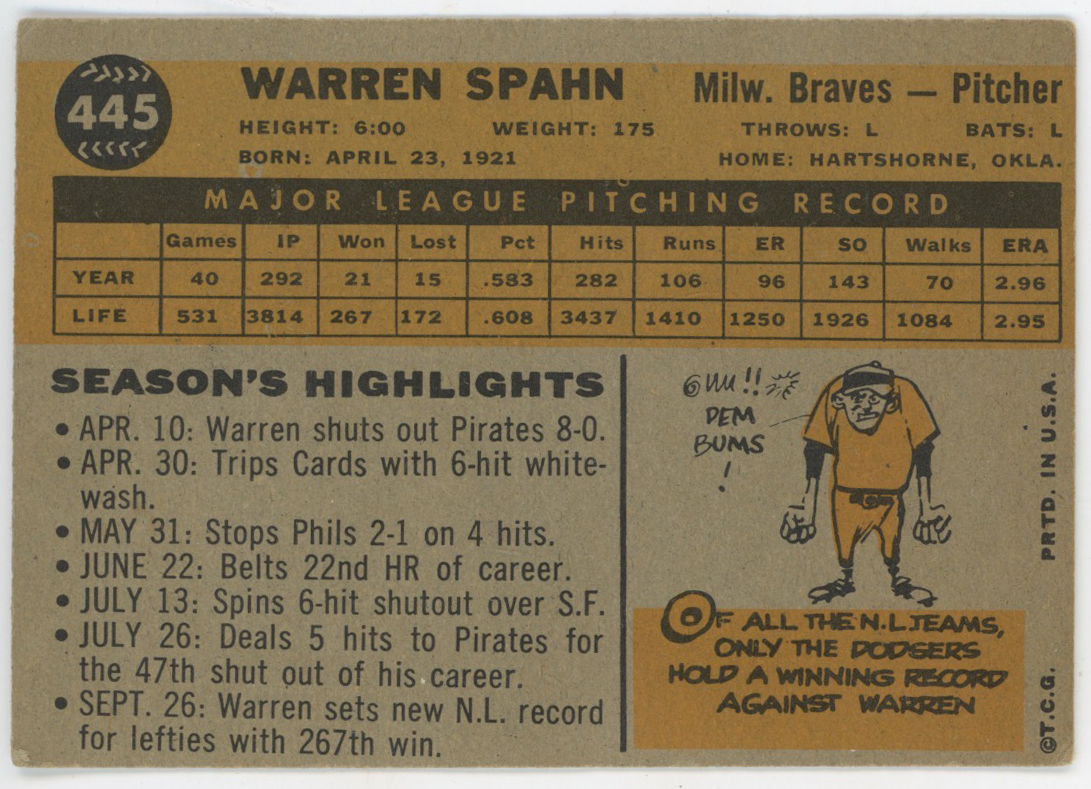 445
WARREN SPAHN Milw. Braves — Pitcher
HEIGHT: 6:00 WEIGHT: 175 THROWS: L BATS: L
BORN: APRIL 23, 1921 HOME: HARTSHORNE, OKLA.
MAJOR LEAGUE PITCHING RECORD
Games IP Won Lost Pct Hits Runs ER SO Walks ERA
YEAR 40 292 21 15 .583 282 106 96 143 70 2.96
LIFE 531 3814 267 172 .608 3437 1410 1250 1926 1084 2.95
SEASON'S HIGHLIGHTS
• APR. 10: Warren shuts out Pirates 8-0.
• APR. 30: Trips Cards with 6-hit white-
wash.
• MAY 31: Stops Phils 2-1 on 4 hits.
• JUNE 22: Belts 22nd HR of career.
• JULY 13: Spins 6-hit shutout over S.F.
• JULY 26: Deals 5 hits to Pirates for
the 47th shut out of his career.
• SEPT. 26: Warren sets new N.L. record
for lefties with 267th win.
!!
DEM
BUMS
!
OF ALL THE N.L. TEAMS,
ONLY THE DODGERS
HOLD A WINNING RECORD
AGAINST WARREN
©T.C.G. PRTD. IN U.S.A.